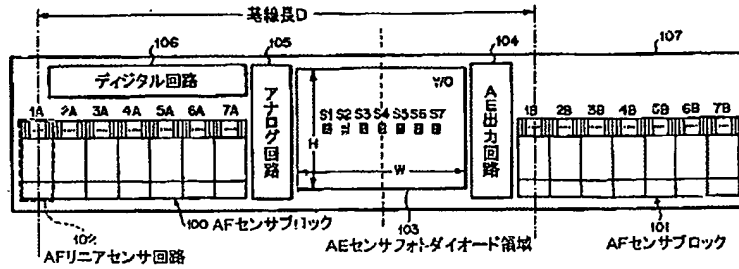 基線長D
106
105
104
107
ディジタル回路
アナログ回路
AE出力回路
H
W
S1 S2 S3 S4 S5 S6 S7
1A 2A 3A 4A 5A 6A 7A
1B 2B 3B 4B 6B 7B
102
100 AFセンサブロック
103
101
AFリニアセンサ回路
AEセンサフォト・ダイオード領域
AFセンサブロック